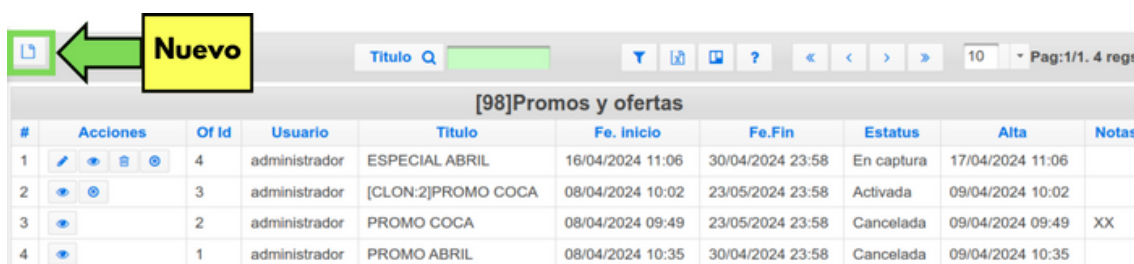 Nuevo
Titulo
? « < > » 10 Pag:1/1. 4 regs
[98]Promos y ofertas
# Acciones Of Id Usuario Titulo Fe. inicio Fe.Fin Estatus Alta Notas
1 4 administrador ESPECIAL ABRIL 16/04/2024 11:06 30/04/2024 23:58 En captura 17/04/2024 11:06
2 3 administrador [CLON:2]PROMO COCA 08/04/2024 10:02 23/05/2024 23:58 Activada 09/04/2024 10:02
3 2 administrador PROMO COCA 08/04/2024 09:49 23/05/2024 23:58 Cancelada 09/04/2024 09:49 XX
4 1 administrador PROMO ABRIL 08/04/2024 10:35 30/04/2024 23:58 Cancelada 09/04/2024 10:35